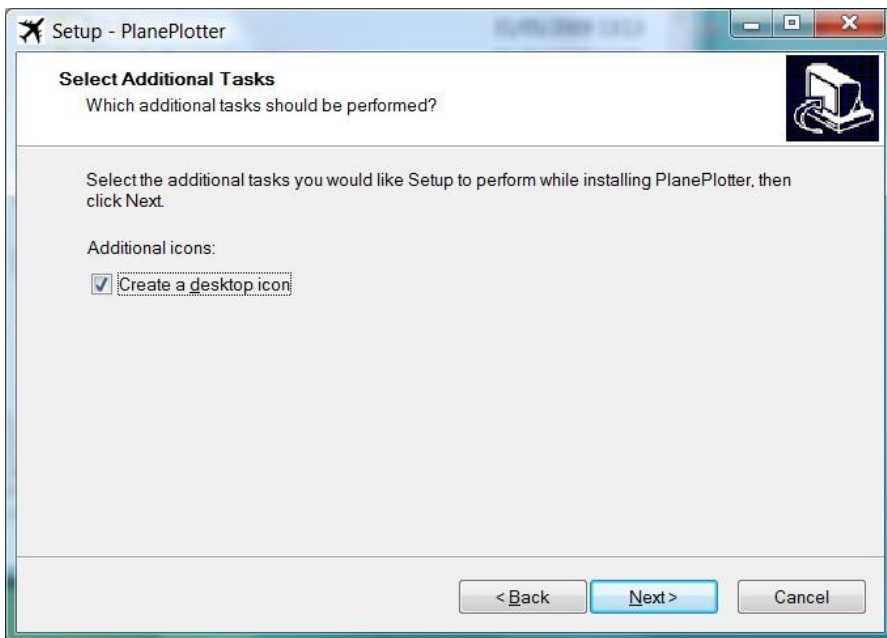 Setup - PlanePlotter
Select Additional Tasks
Which additional tasks should be performed?
Select the additional tasks you would like Setup to perform while installing PlanePlotter, then
click Next.
Additional icons:
Create a desktop icon
< Back
Next >
Cancel